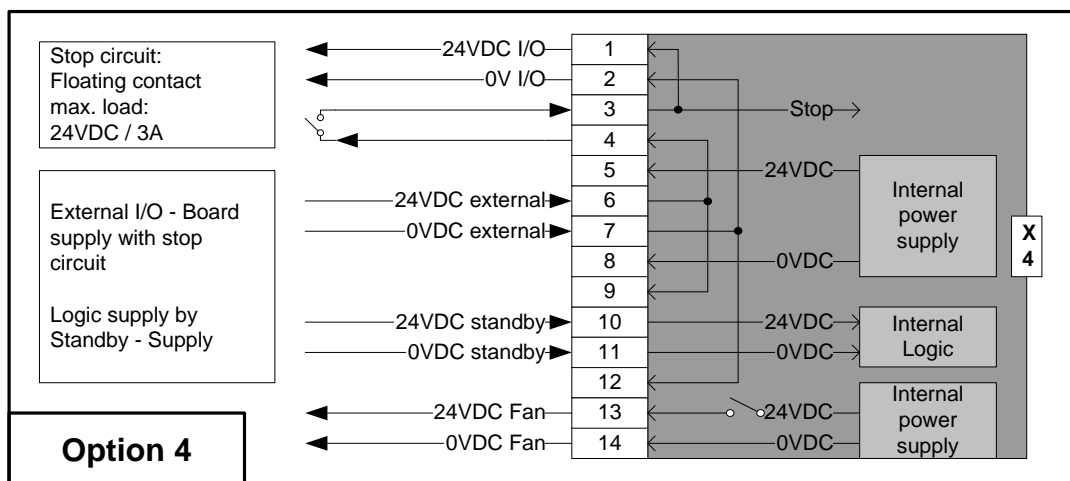 Stop circuit:
Floating contact
max. load:
24VDC / 3A
External I/O - Board
supply with stop
circuit
Logic supply by
Standby - Supply
Option 4
24VDC I/O
0V I/O
24VDC external
0VDC external
24VDC standby
0VDC standby
24VDC Fan
0VDC Fan
1
2
3
4
5
6
7
8
9
10
11
12
13
14
Stop
24VDC
0VDC
24VDC
0VDC
24VDC
0VDC
Internal
power
supply
Internal
Logic
Internal
power
supply
X
4